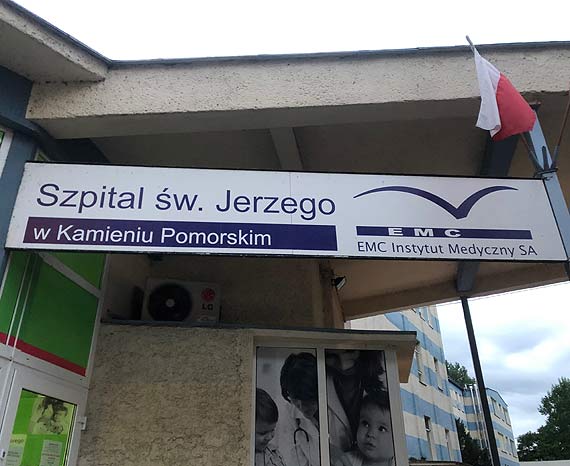 Szpital św. Jerzego
w Kamieniu Pomorskim
EMC
EMC Instytut Medyczny SA
LG